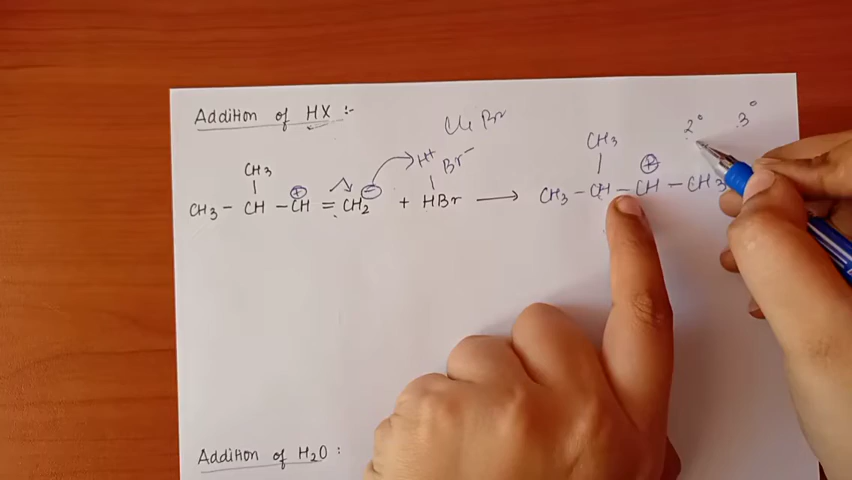 Addition of HX :-
Cl Br
2° 3°
H⁺ Br⁻
CH3 CH3
CH3 - CH - CH = CH2 + HBr ⟶ CH3 - CH - CH - CH3
⊕ ⊖ ⊕
Addition of H2O :